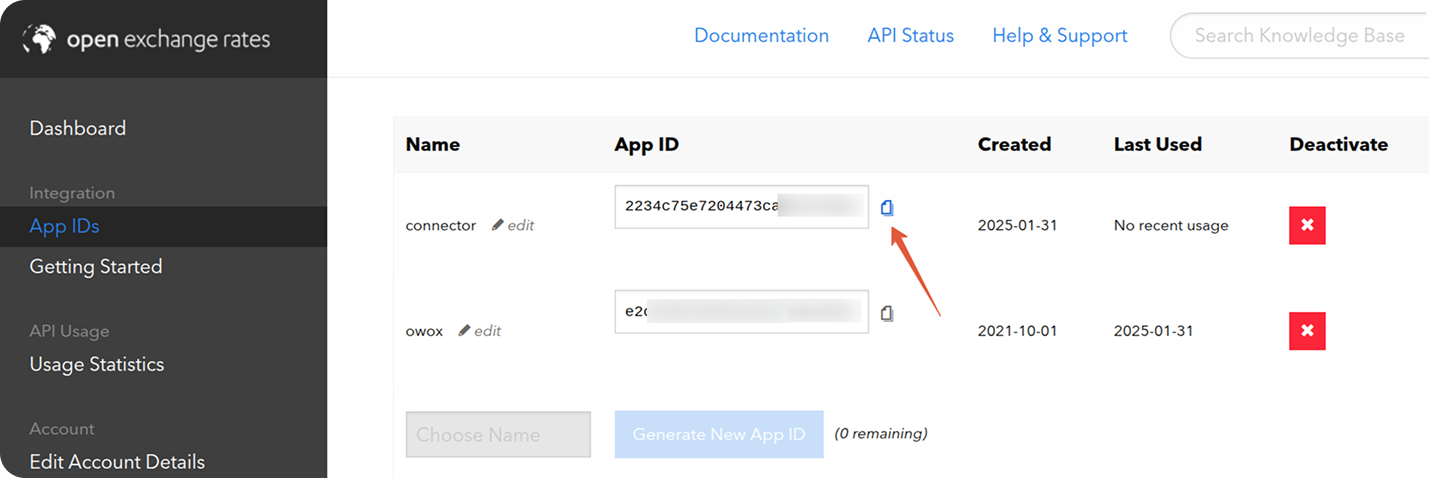 open exchange rates
Documentation API Status Help & Support Search Knowledge Base
Dashboard
Integration
App IDs
Getting Started
API Usage
Usage Statistics
Account
Edit Account Details
Name App ID Created Last Used Deactivate
connector edit 2234c75e7204473ca 2025-01-31 No recent usage
owox edit e2 2021-10-01 2025-01-31
Choose Name Generate New App ID (0 remaining)